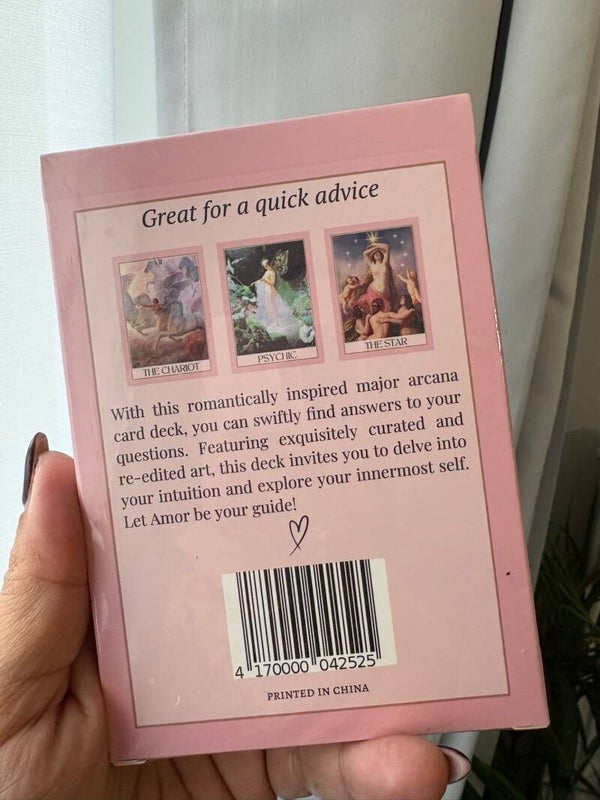 Great for a quick advice
THE CHARIOT
PSYCHIC
THE STAR
With this romantically inspired major arcana
card deck, you can swiftly find answers to your
questions. Featuring exquisitely curated and
re-edited art, this deck invites you to delve into
your intuition and explore your innermost self.
Let Amor be your guide!
4 170000 042525
PRINTED IN CHINA